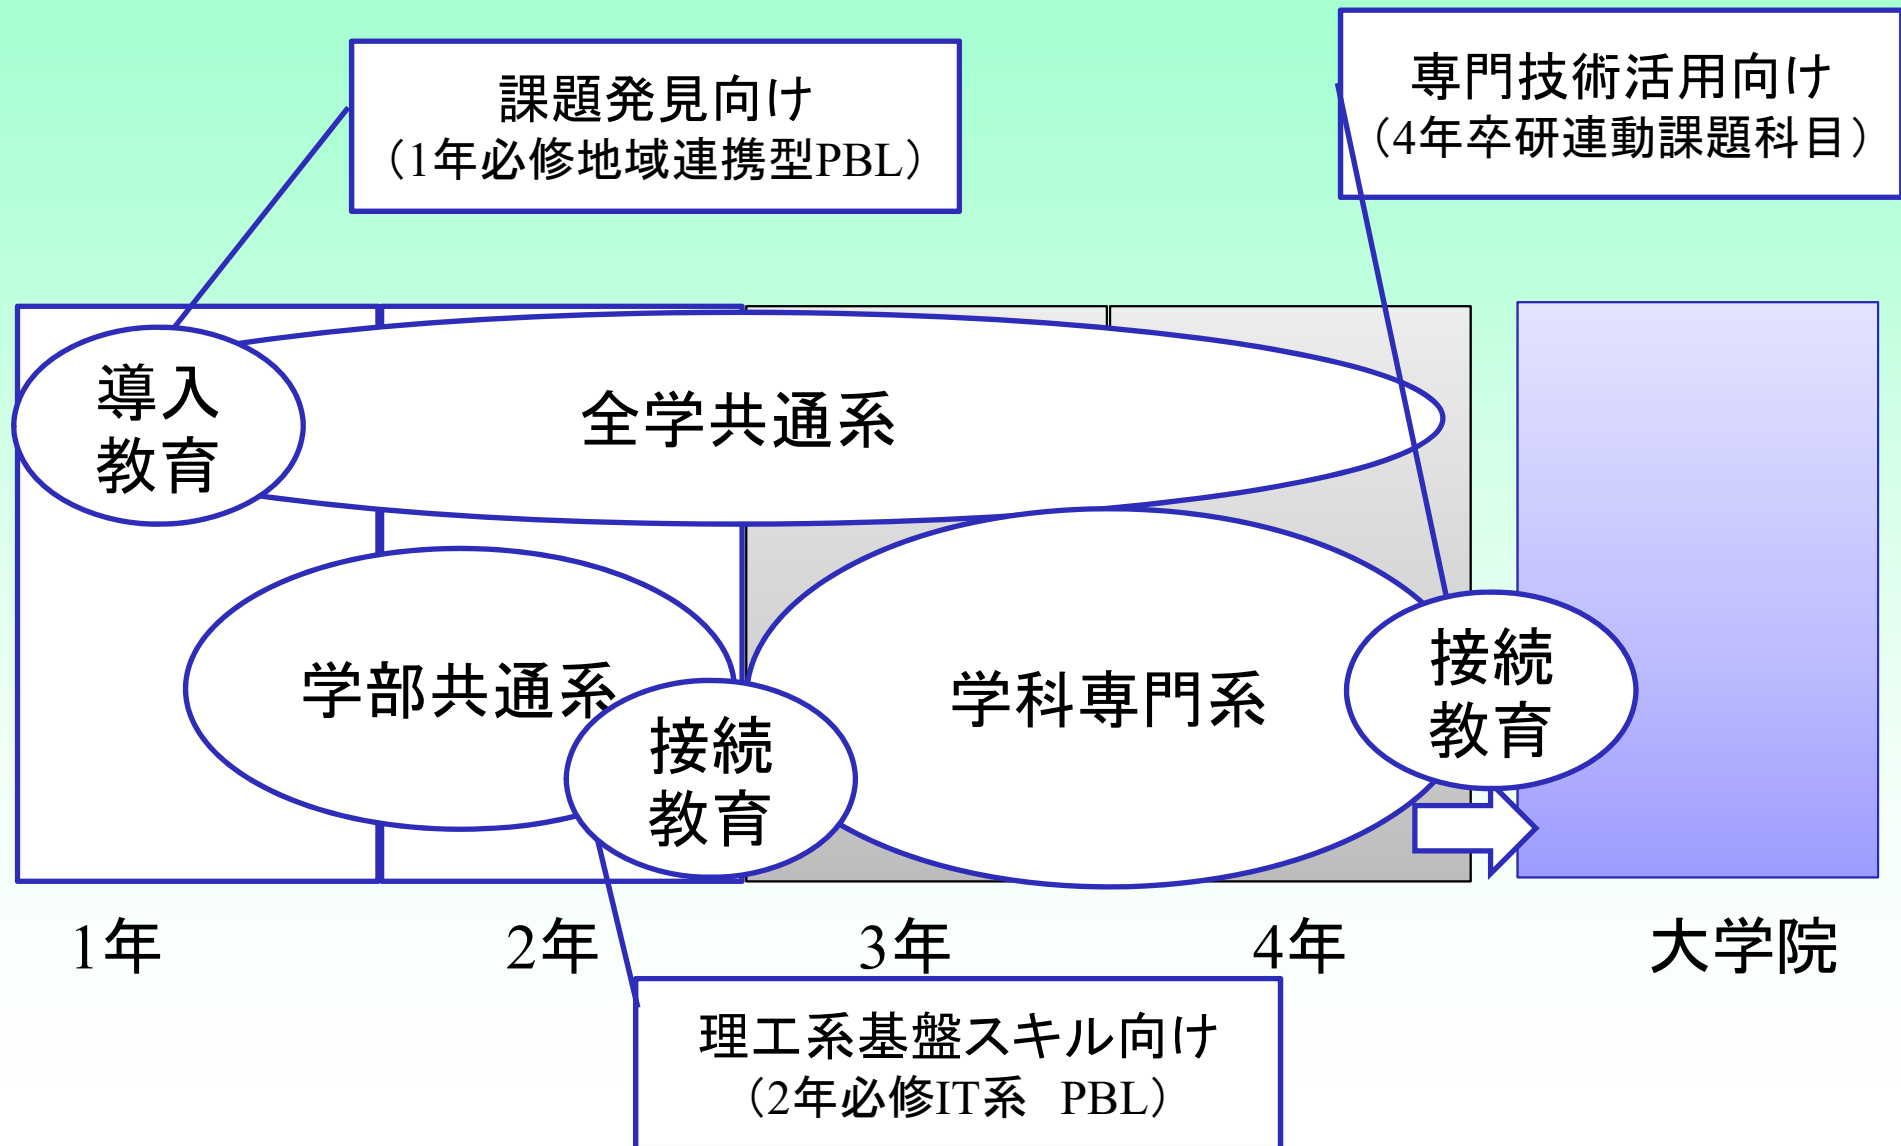 課題発見向け
（1年必修地域連携型PBL）
専門技術活用向け
（4年卒研連動課題科目）
導入
教育
全学共通系
学部共通系
接続
教育
学科専門系
接続
教育
1年
2年
3年
4年
大学院
理工系基盤スキル向け
（2年必修IT系　PBL）